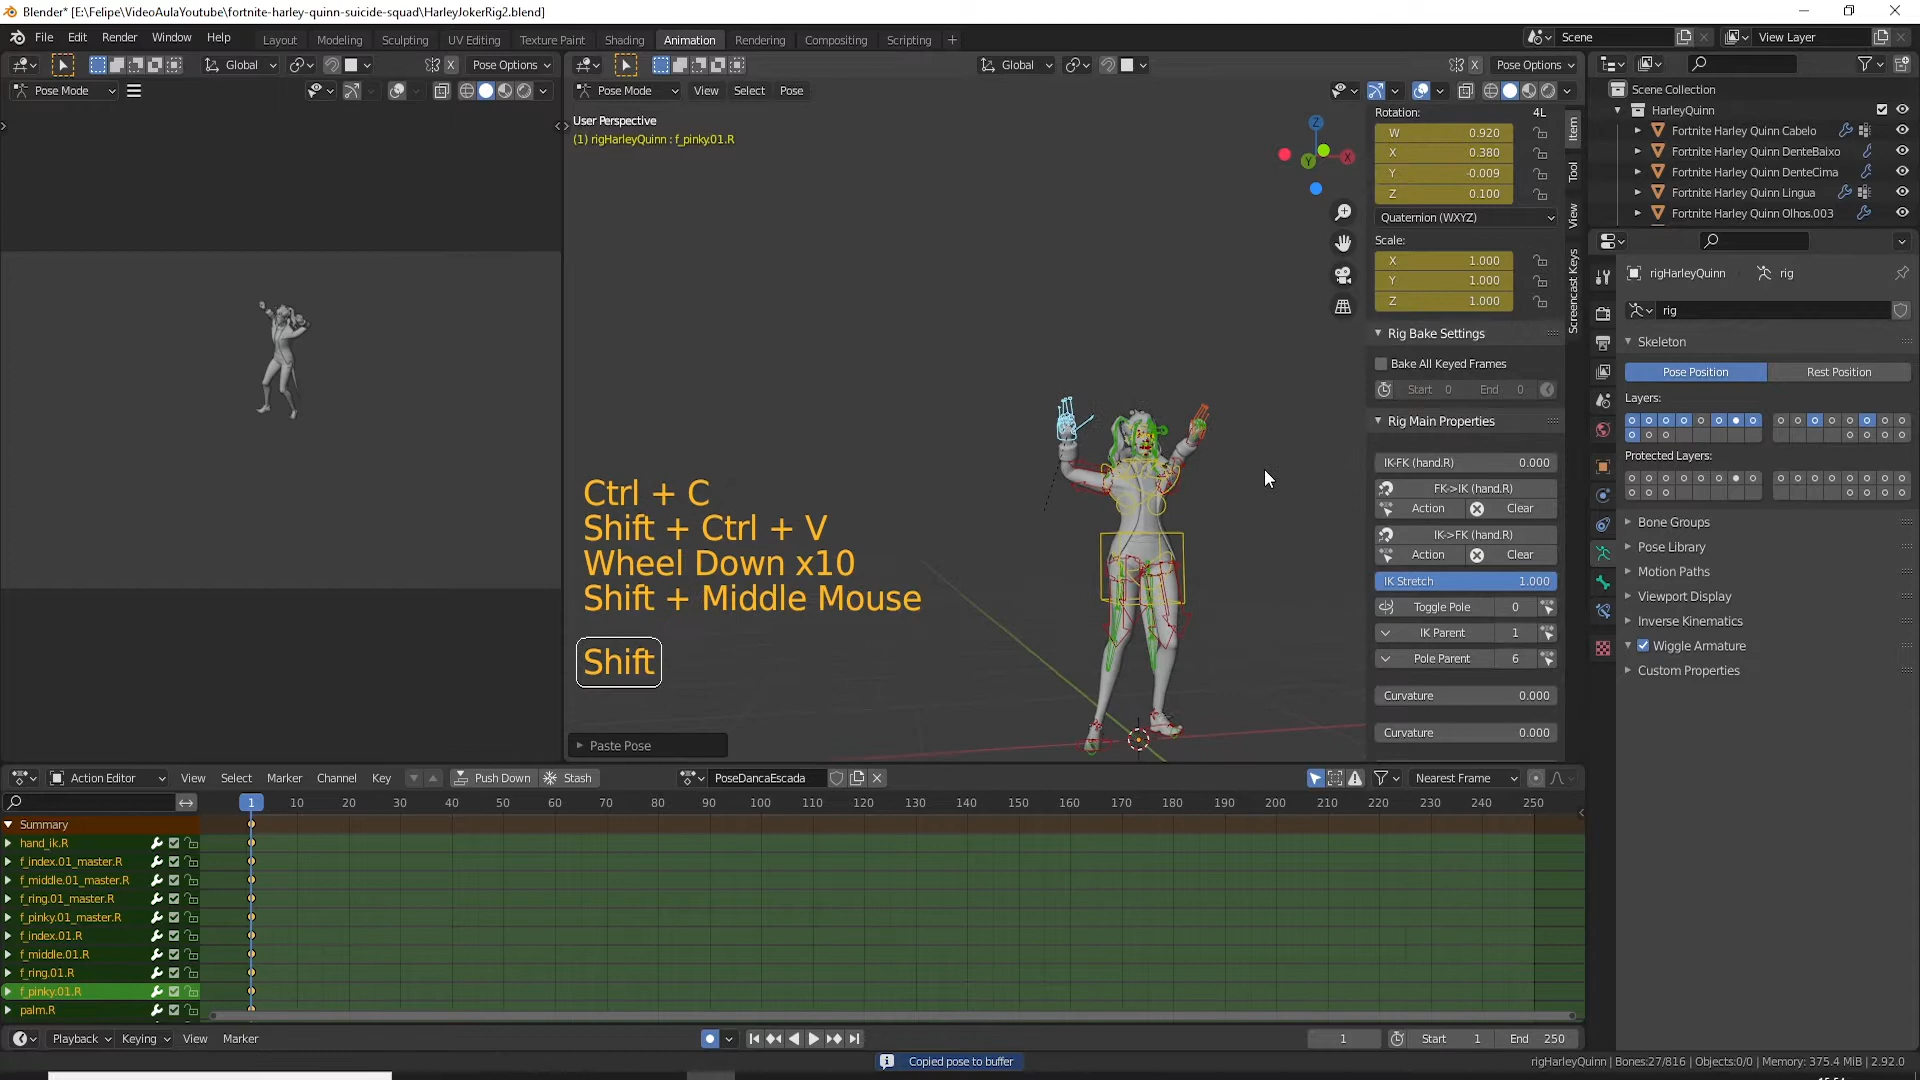 Blender* [E:\Felipe\VideoAulaYoutube\fortnite-harley-quinn-suicide-squad\HarleyJokerRig2.blend]
File Edit Render Window Help Layout Modeling Sculpting UV Editing Texture Paint Shading Animation Rendering Compositing Scripting + Scene View Layer
Global X Pose Options Global X Pose Options
Pose Mode Pose Mode View Select Pose
User Perspective
(1) rigHarleyQuinn : f_pinky.01.R
Z
X
Y
Ctrl + C
Shift + Ctrl + V
Wheel Down x10
Shift + Middle Mouse
Shift
Paste Pose
Rotation: 4L
W 0.920
X 0.380
Y -0.009
Z 0.100
Quaternion (WXYZ)
Scale:
X 1.000
Y 1.000
Z 1.000
Rig Bake Settings
Bake All Keyed Frames
Start 0 End 0
Rig Main Properties
IK-FK (hand.R) 0.000
FK->IK (hand.R)
Action Clear
IK->FK (hand.R)
Action Clear
IK Stretch 1.000
Toggle Pole 0
IK Parent 1
Pole Parent 6
Curvature 0.000
Curvature 0.000
Item
Tool
View
Screencast Keys
Scene Collection
HarleyQuinn
Fortnite Harley Quinn Cabelo
Fortnite Harley Quinn DenteBaixo
Fortnite Harley Quinn DenteCima
Fortnite Harley Quinn Lingua
Fortnite Harley Quinn Olhos.003
rigHarleyQuinn rig
rig
Skeleton
Pose Position Rest Position
Layers:
Protected Layers:
Bone Groups
Pose Library
Motion Paths
Viewport Display
Inverse Kinematics
Wiggle Armature
Custom Properties
Action Editor View Select Marker Channel Key Push Down Stash PoseDancaEscada Nearest Frame
1 10 20 30 40 50 60 70 80 90 100 110 120 130 140 150 160 170 180 190 200 210 220 230 240 250
Summary
hand_ik.R
f_index.01_master.R
f_middle.01_master.R
f_ring.01_master.R
f_pinky.01_master.R
f_index.01.R
f_middle.01.R
f_ring.01.R
f_pinky.01.R
palm.R
Playback Keying View Marker 1 Start 1 End 250
Copied pose to buffer rigHarleyQuinn | Bones:27/816 | Objects:0/0 | Memory: 375.4 MiB | 2.92.0